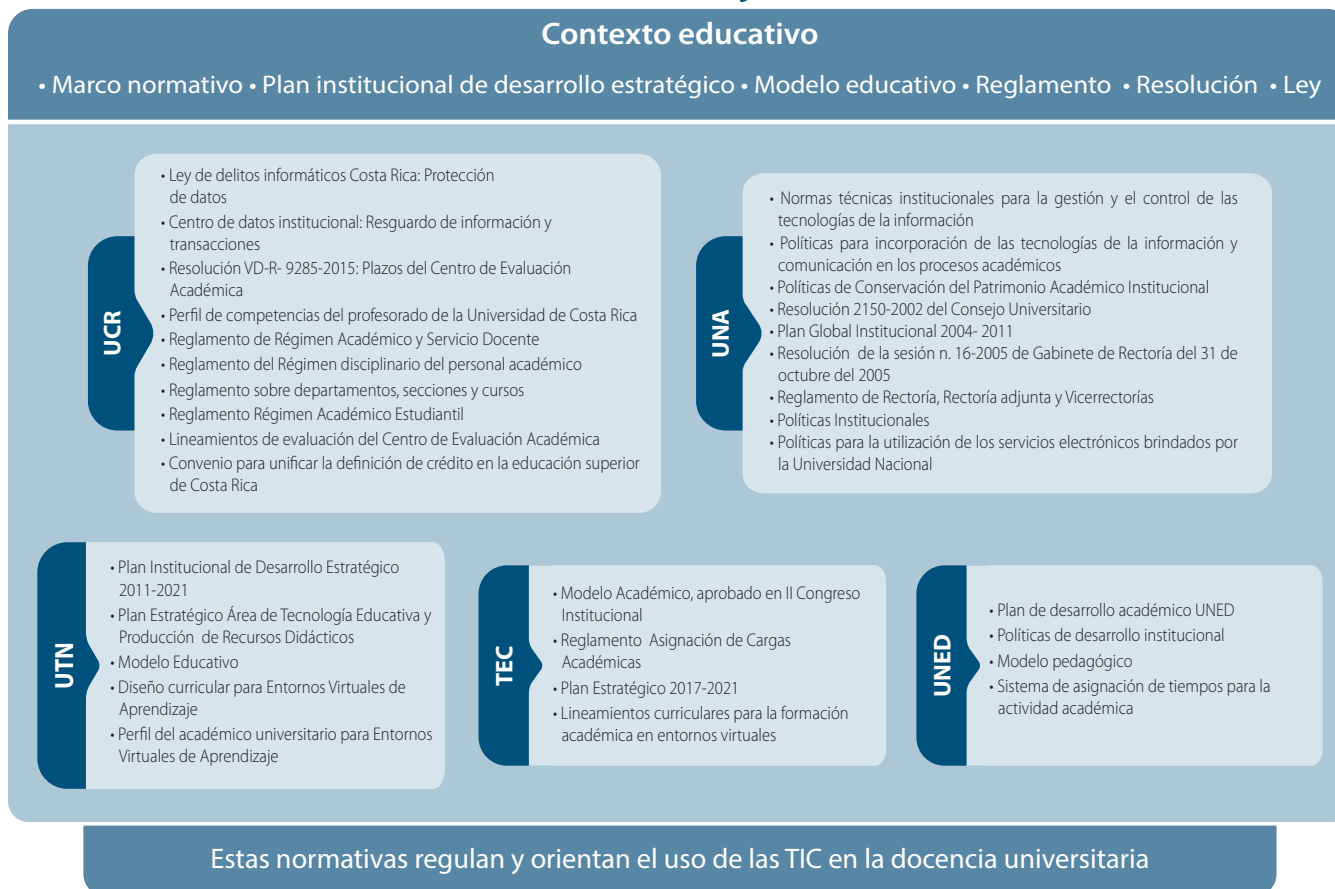 Contexto educativo
• Marco normativo • Plan institucional de desarrollo estratégico • Modelo educativo • Reglamento • Resolución • Ley
UCR
• Ley de delitos informáticos Costa Rica: Protección
de datos
• Centro de datos institucional: Resguardo de información y
transacciones
• Resolución VD-R- 9285-2015: Plazos del Centro de Evaluación
Académica
• Perfil de competencias del profesorado de la Universidad de Costa Rica
• Reglamento de Régimen Académico y Servicio Docente
• Reglamento del Régimen disciplinario del personal académico
• Reglamento sobre departamentos, secciones y cursos
• Reglamento Régimen Académico Estudiantil
• Lineamientos de evaluación del Centro de Evaluación Académica
• Convenio para unificar la definición de crédito en la educación superior
de Costa Rica
UNA
• Normas técnicas institucionales para la gestión y el control de las
tecnologías de la información
• Políticas para incorporación de las tecnologías de la información y
comunicación en los procesos académicos
• Políticas de Conservación del Patrimonio Académico Institucional
• Resolución 2150-2002 del Consejo Universitario
• Plan Global Institucional 2004- 2011
• Resolución de la sesión n. 16-2005 de Gabinete de Rectoría del 31 de
octubre del 2005
• Reglamento de Rectoría, Rectoría adjunta y Vicerrectorías
• Políticas Institucionales
• Políticas para la utilización de los servicios electrónicos brindados por
la Universidad Nacional
UTN
• Plan Institucional de Desarrollo Estratégico
2011-2021
• Plan Estratégico Área de Tecnología Educativa y
Producción de Recursos Didácticos
• Modelo Educativo
• Diseño curricular para Entornos Virtuales de
Aprendizaje
• Perfil del académico universitario para Entornos
Virtuales de Aprendizaje
TEC
• Modelo Académico, aprobado en II Congreso
Institucional
• Reglamento Asignación de Cargas
Académicas
• Plan Estratégico 2017-2021
• Lineamientos curriculares para la formación
académica en entornos virtuales
UNED
• Plan de desarrollo académico UNED
• Políticas de desarrollo institucional
• Modelo pedagógico
• Sistema de asignación de tiempos para la
actividad académica
Estas normativas regulan y orientan el uso de las TIC en la docencia universitaria